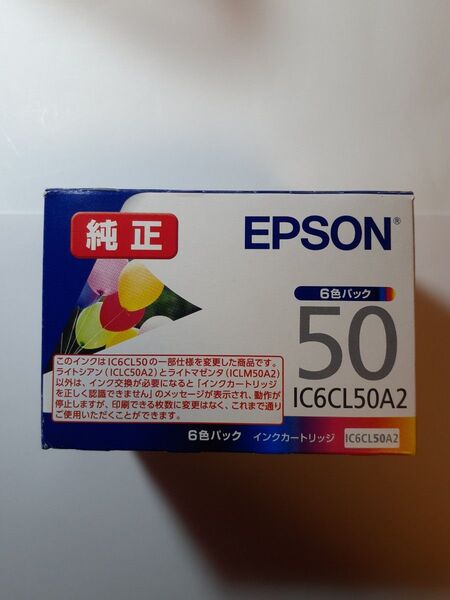 純正
EPSON®
6色パック
50
IC6CL50A2
このインクはIC6CL50の一部仕様を変更した商品です。
ライトシアン(ICLC50A2)とライトマゼンタ(ICLM50A2)
以外は、インク交換が必要になると「インクカートリッジ
を正しく認識できません」のメッセージが表示され、動作が
停止しますが、印刷できる枚数に変更はなく、これまで通り
ご使用いただくことができます。
6色パック インクカートリッジ IC6CL50A2